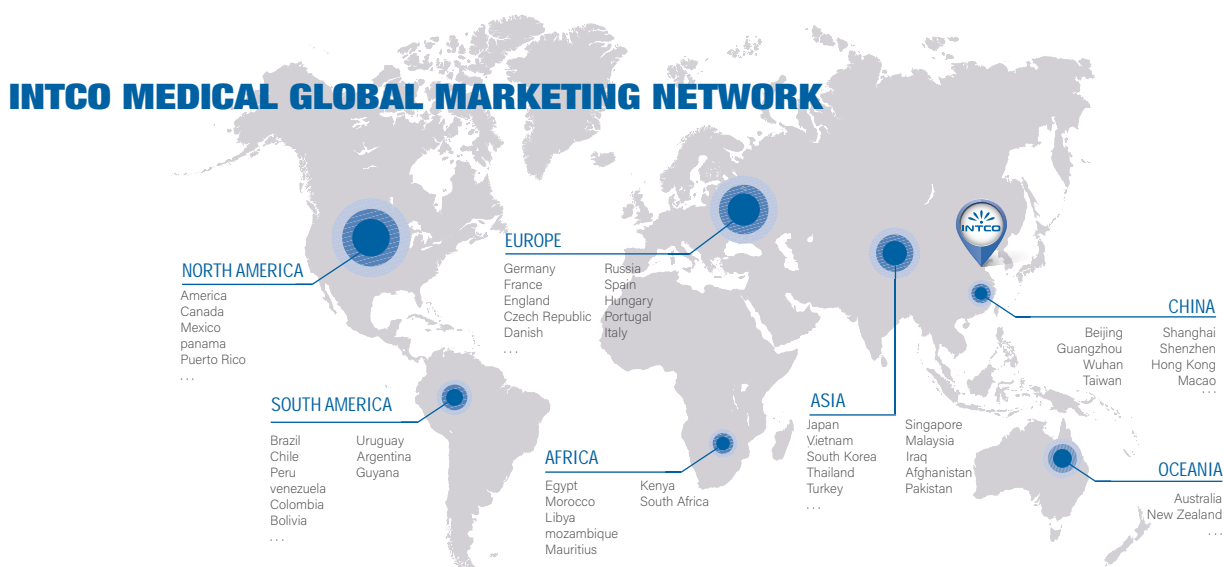 INTCO MEDICAL GLOBAL MARKETING NETWORK
INTCO
NORTH AMERICA
America
Canada
Mexico
panama
Puerto Rico
...
EUROPE
Germany
France
England
Czech Republic
Danish
...
Russia
Spain
Hungary
Portugal
Italy
CHINA
Beijing
Guangzhou
Wuhan
Taiwan
Shanghai
Shenzhen
Hong Kong
Macao
...
SOUTH AMERICA
Brazil
Chile
Peru
venezuela
Colombia
Bolivia
...
Uruguay
Argentina
Guyana
AFRICA
Egypt
Morocco
Libya
mozambique
Mauritius
Kenya
South Africa
ASIA
Japan
Vietnam
South Korea
Thailand
Turkey
...
Singapore
Malaysia
Iraq
Afghanistan
Pakistan
OCEANIA
Australia
New Zealand
...